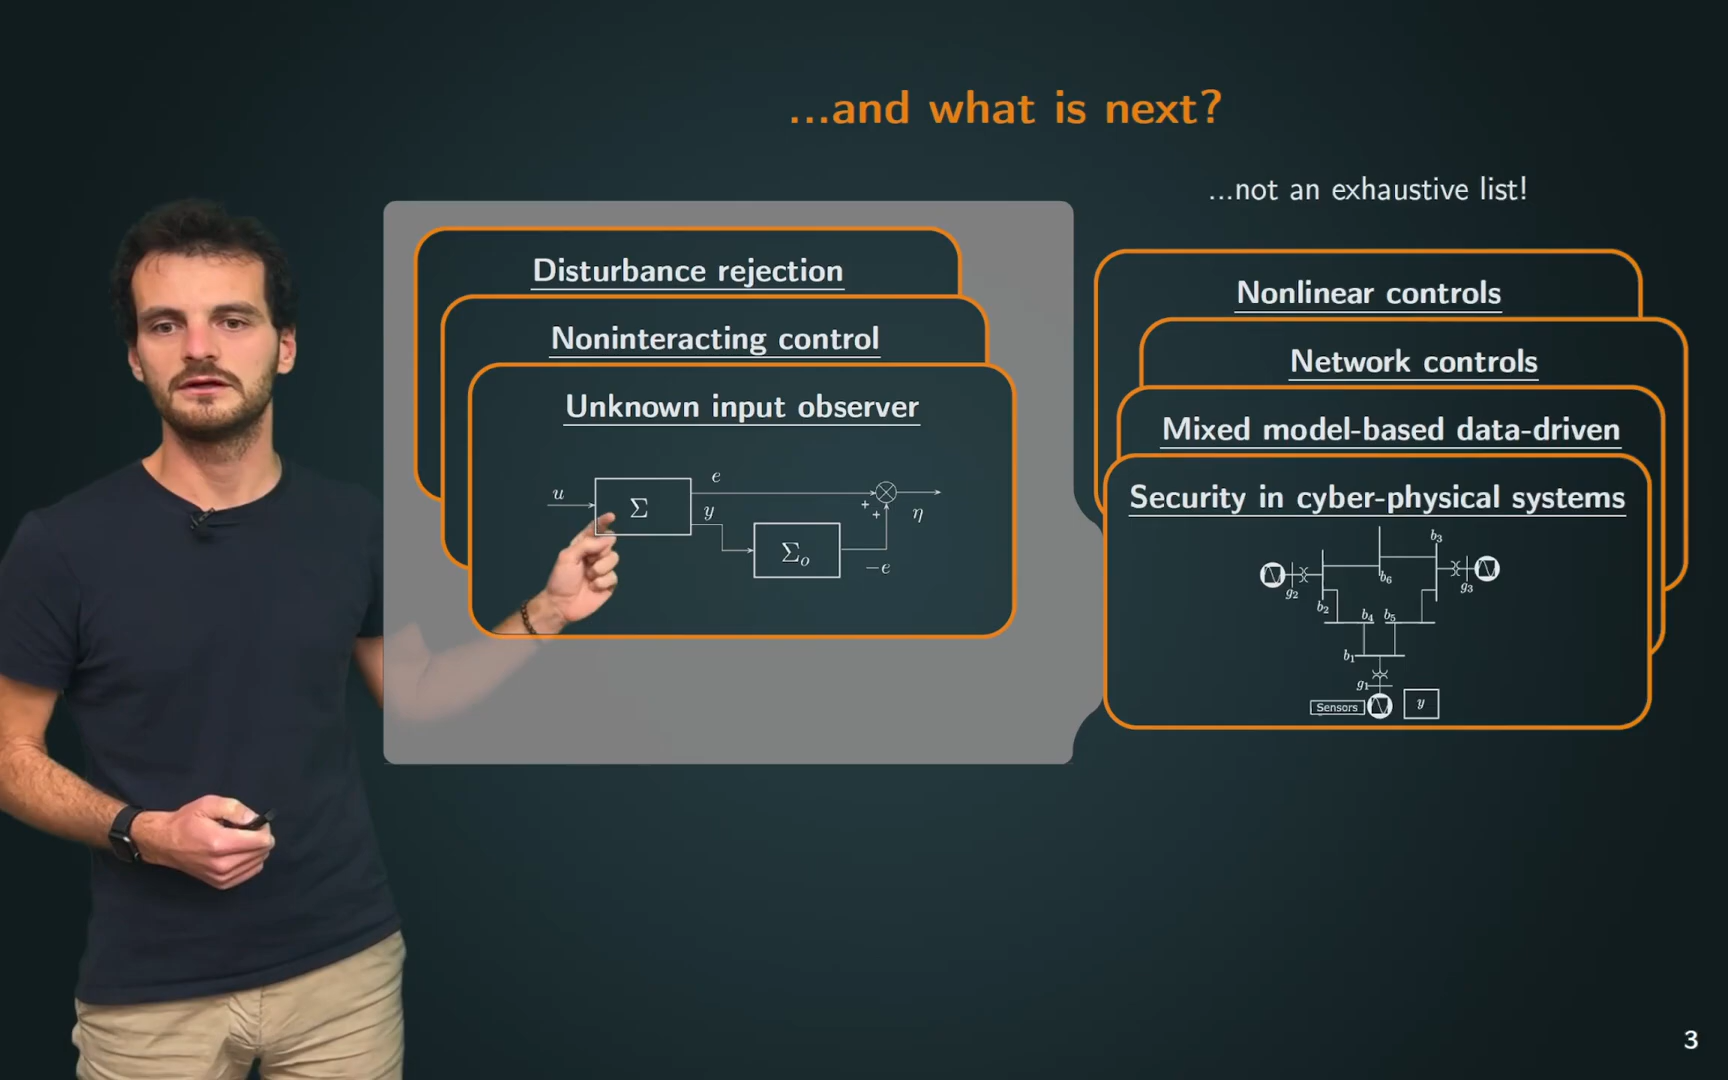 ...and what is next?
...not an exhaustive list!
Disturbance rejection
Noninteracting control
Unknown input observer
u
Σ
e
y
Σₒ
+
+
η
−e
Nonlinear controls
Network controls
Mixed model-based data-driven
Security in cyber-physical systems
b₃
b₆
g₂
g₃
b₂
b₄ b₅
b₁
g₁
Sensors
y
3